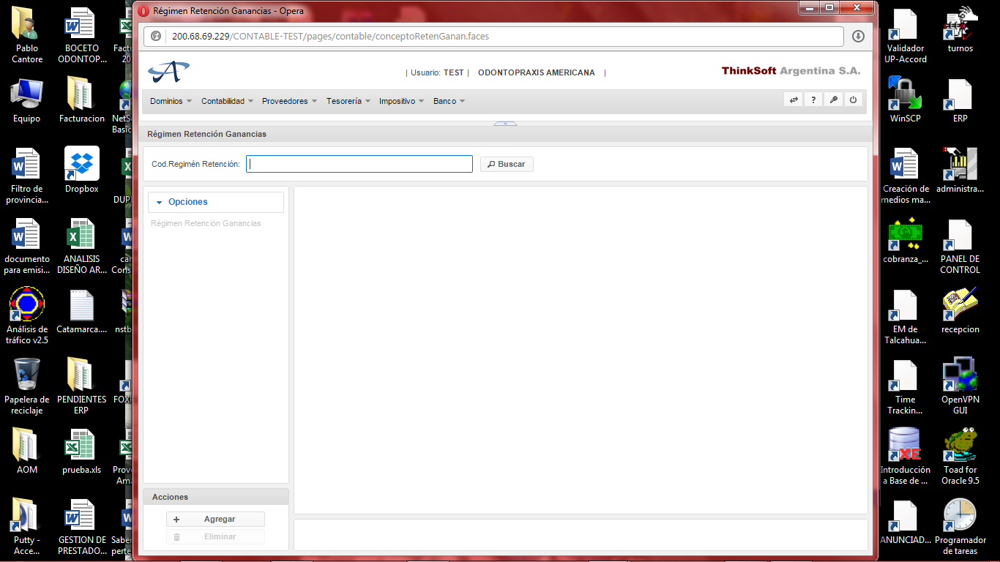 Régimen Retención Ganancias - Opera
200.68.69.229/CONTABLE-TEST/pages/contable/conceptoRetenGanan.faces
| Usuario: TEST | ODONTOPRAXIS AMERICANA |
ThinkSoft Argentina S.A.
Dominios Contabilidad Proveedores Tesorería Impositivo Banco
?
Régimen Retención Ganancias
Cod.Regimén Retención:
Buscar
Opciones
Régimen Retención Ganancias
Acciones
Agregar
Eliminar
Pablo
Cantore
BOCETO
ODONTOP...
Factu
20
Equipo
Facturacion
NetSe
Basic
Filtro de
provincia...
Dropbox
DUPL
documento
para emisi...
ANALISIS
DISEÑO AR...
car
Cons
Análisis de
tráfico v2.5
Catamarca....
nstb
Papelera de
reciclaje
PENDIENTES
ERP
FOXP
AOM
prueba.xls
Prove
Ama
Putty -
Acce...
GESTION DE
PRESTADO...
Saber
perte
Validador
UP-Accord
turnos
WinSCP
ERP
Creación de
medios ma...
administra...
cobranza_...
PANEL DE
CONTROL
EM de
Talcahua...
recepcion
Time
Trackin...
OpenVPN
GUI
XE
Introducción
a Base de ...
Toad for
Oracle 9.5
ANUNCIAD...
Programador
de tareas